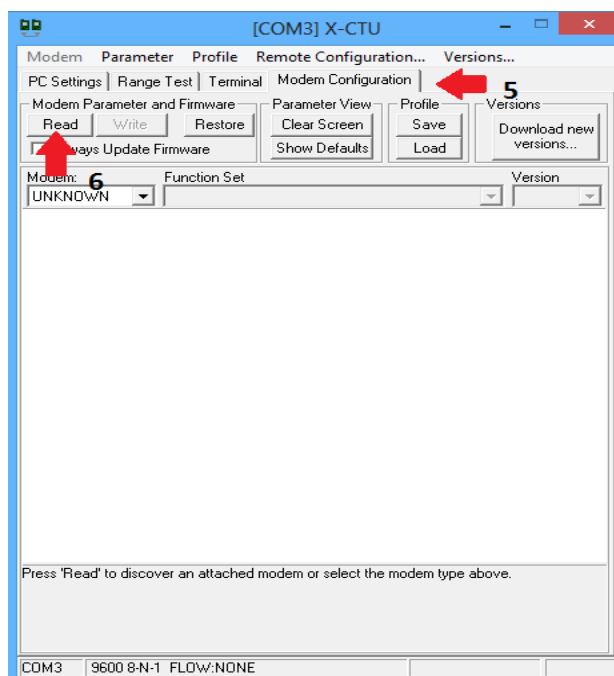 [COM3] X-CTU
Modem Parameter Profile Remote Configuration... Versions...
PC Settings Range Test Terminal Modem Configuration
5
Modem Parameter and Firmware Parameter View Profile Versions
Read Write Restore Clear Screen Save Download new versions...
ways Update Firmware Show Defaults Load
6
Modem: Function Set Version
UNKNOWN
Press 'Read' to discover an attached modem or select the modem type above.
COM3 9600 8-N-1 FLOW:NONE